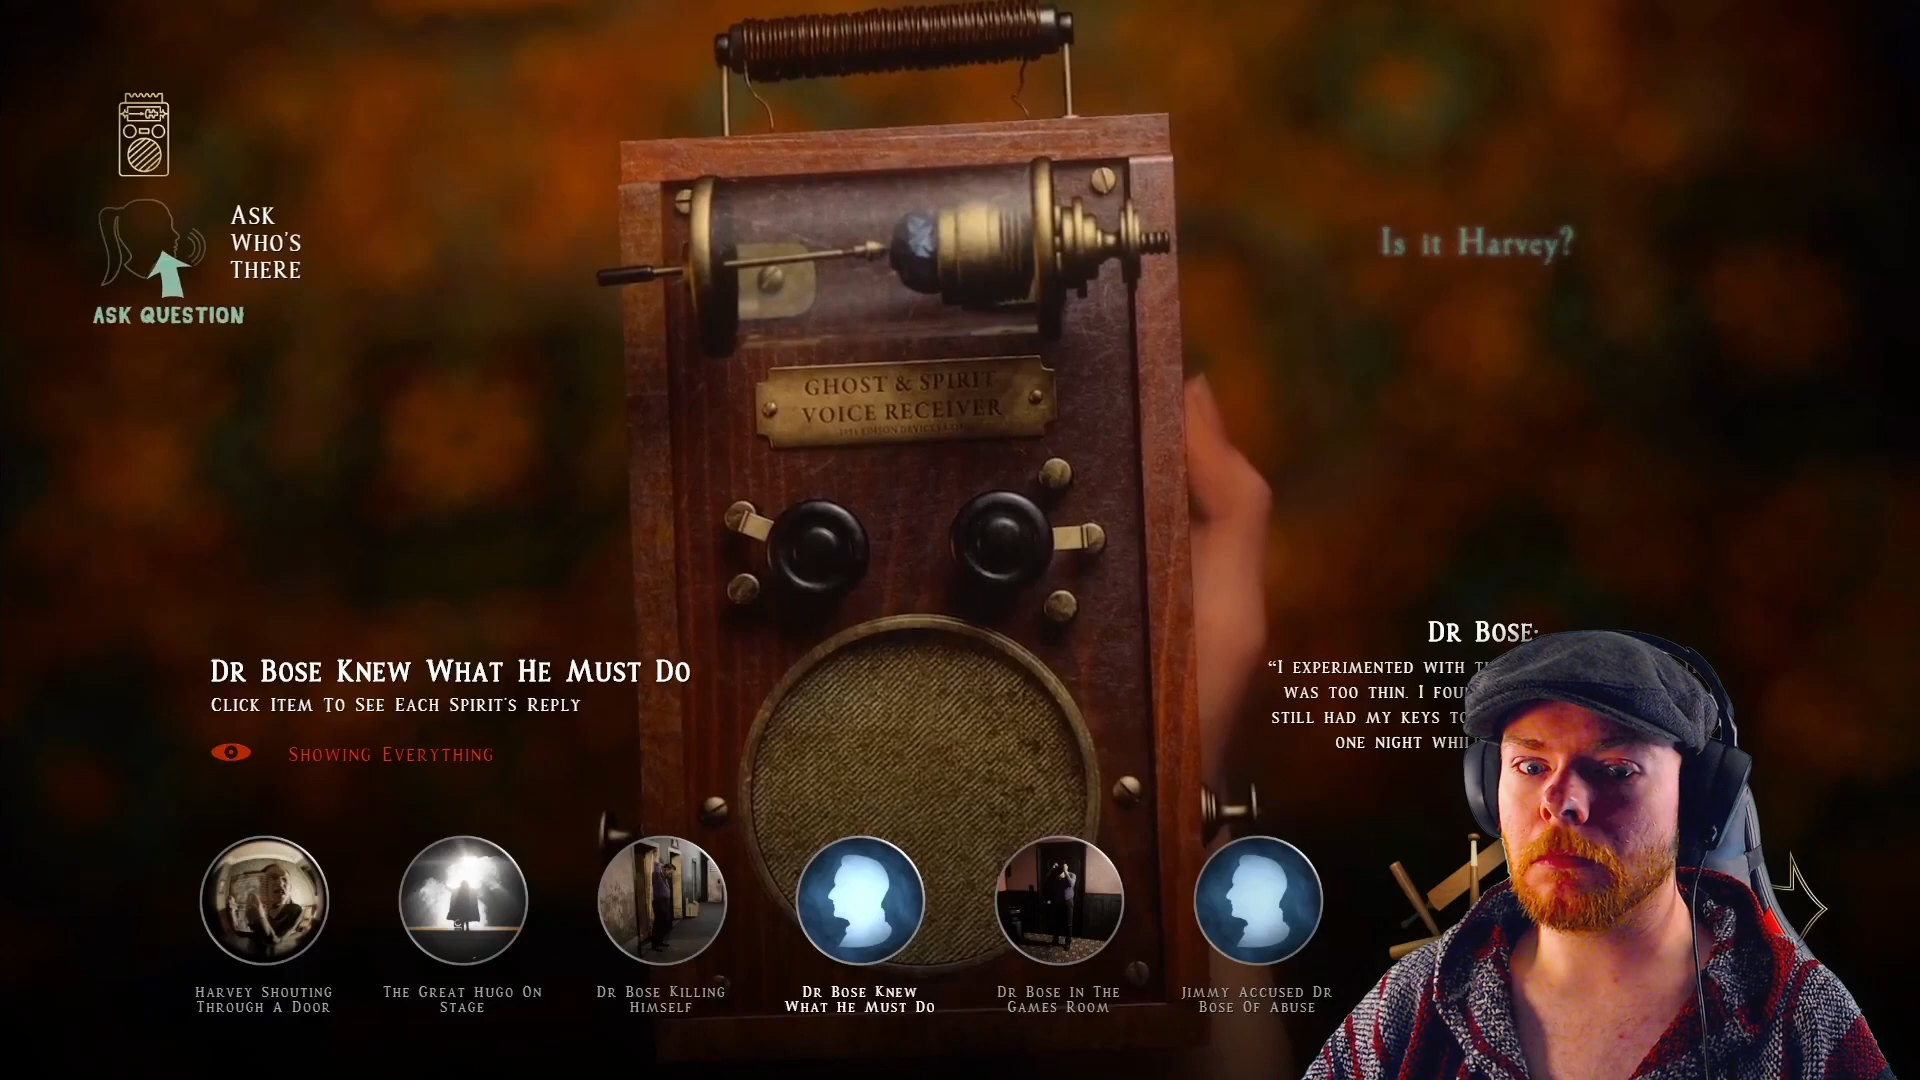 Ask
who's
there
Ask Question
Is it Harvey?
Ghost & Spirit
Voice Receiver
Dr Bose Knew What He Must Do
Click Item To See Each Spirit's Reply
Showing Everything
Dr Bose:
“I experimented with
was too thin. I
still had my keys
one night
Harvey Shouting
Through A Door
The Great Hugo On
Stage
Dr Bose Killing
Himself
Dr Bose Knew
What He Must Do
Dr Bose In The
Games Room
Jimmy Accused Dr
Bose Of Abuse